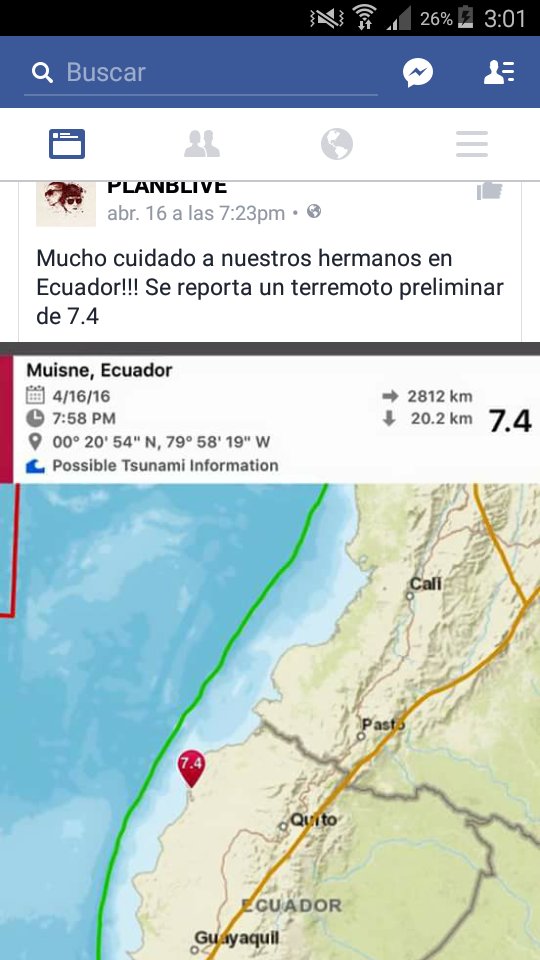 26% 3:01
Buscar
PLANBLIVE
abr. 16 a las 7:23pm •
Mucho cuidado a nuestros hermanos en
Ecuador!!! Se reporta un terremoto preliminar
de 7.4
Muisne, Ecuador
4/16/16
2812 km
7:58 PM
20.2 km
7.4
00° 20' 54" N, 79° 58' 19" W
Possible Tsunami Information
Cali
Pasto
7.4
Quito
ECUADOR
Guayaquil